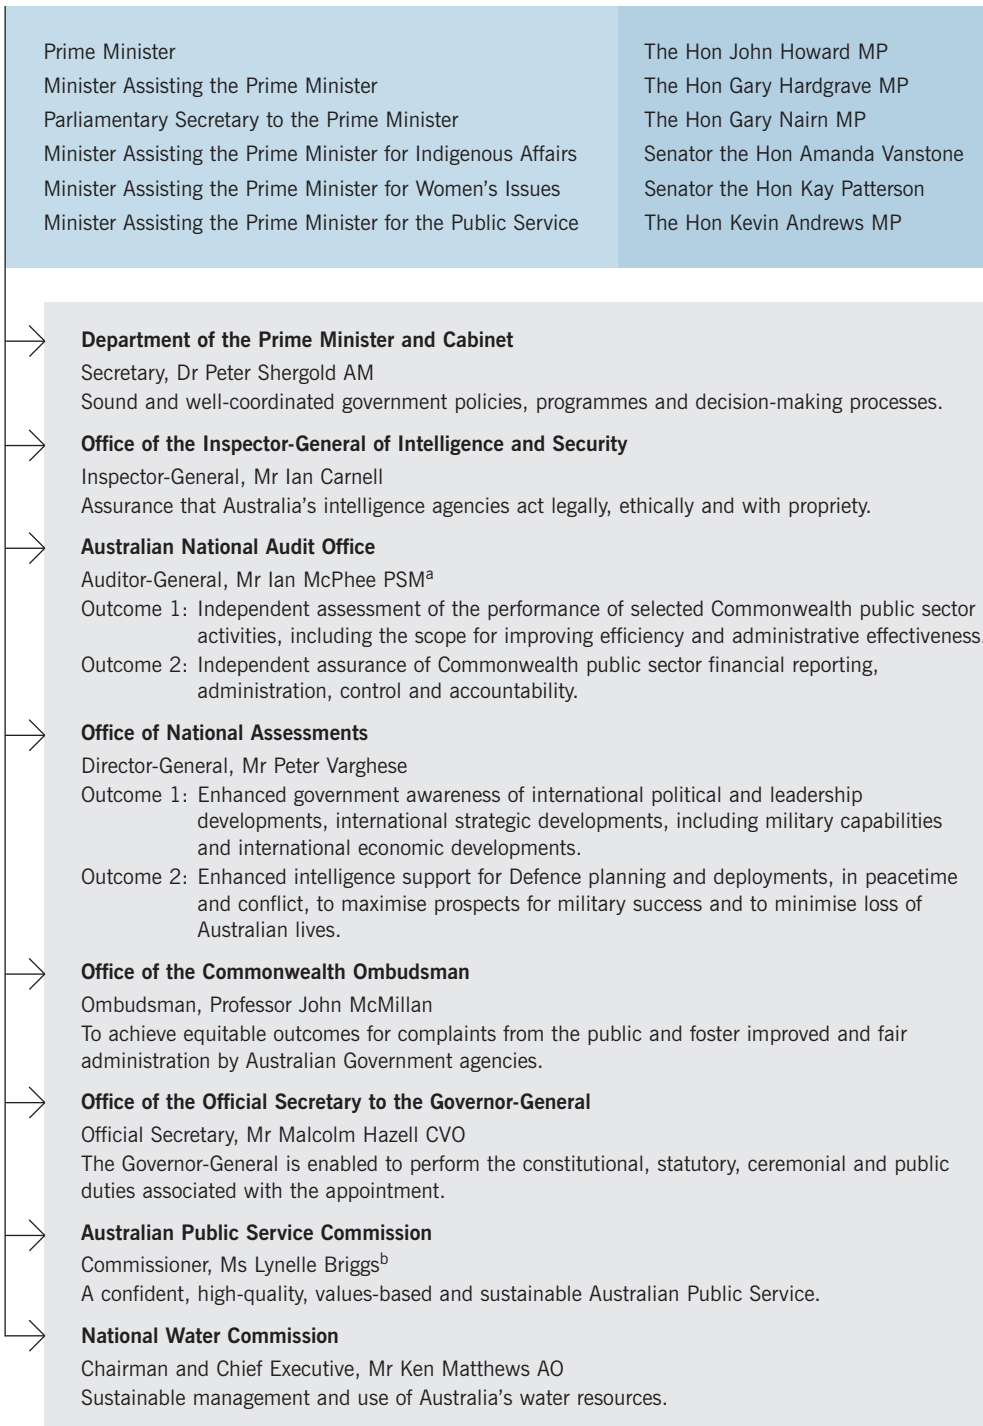 Prime Minister The Hon John Howard MP
Minister Assisting the Prime Minister The Hon Gary Hardgrave MP
Parliamentary Secretary to the Prime Minister The Hon Gary Nairn MP
Minister Assisting the Prime Minister for Indigenous Affairs Senator the Hon Amanda Vanstone
Minister Assisting the Prime Minister for Women's Issues Senator the Hon Kay Patterson
Minister Assisting the Prime Minister for the Public Service The Hon Kevin Andrews MP
Department of the Prime Minister and Cabinet
Secretary, Dr Peter Shergold AM
Sound and well-coordinated government policies, programmes and decision-making processes.
Office of the Inspector-General of Intelligence and Security
Inspector-General, Mr Ian Carnell
Assurance that Australia's intelligence agencies act legally, ethically and with propriety.
Australian National Audit Office
Auditor-General, Mr Ian McPhee PSMa
Outcome 1: Independent assessment of the performance of selected Commonwealth public sector
activities, including the scope for improving efficiency and administrative effectiveness.
Outcome 2: Independent assurance of Commonwealth public sector financial reporting,
administration, control and accountability.
Office of National Assessments
Director-General, Mr Peter Varghese
Outcome 1: Enhanced government awareness of international political and leadership
developments, international strategic developments, including military capabilities
and international economic developments.
Outcome 2: Enhanced intelligence support for Defence planning and deployments, in peacetime
and conflict, to maximise prospects for military success and to minimise loss of
Australian lives.
Office of the Commonwealth Ombudsman
Ombudsman, Professor John McMillan
To achieve equitable outcomes for complaints from the public and foster improved and fair
administration by Australian Government agencies.
Office of the Official Secretary to the Governor-General
Official Secretary, Mr Malcolm Hazell CVO
The Governor-General is enabled to perform the constitutional, statutory, ceremonial and public
duties associated with the appointment.
Australian Public Service Commission
Commissioner, Ms Lynelle Briggsb
A confident, high-quality, values-based and sustainable Australian Public Service.
National Water Commission
Chairman and Chief Executive, Mr Ken Matthews AO
Sustainable management and use of Australia's water resources.